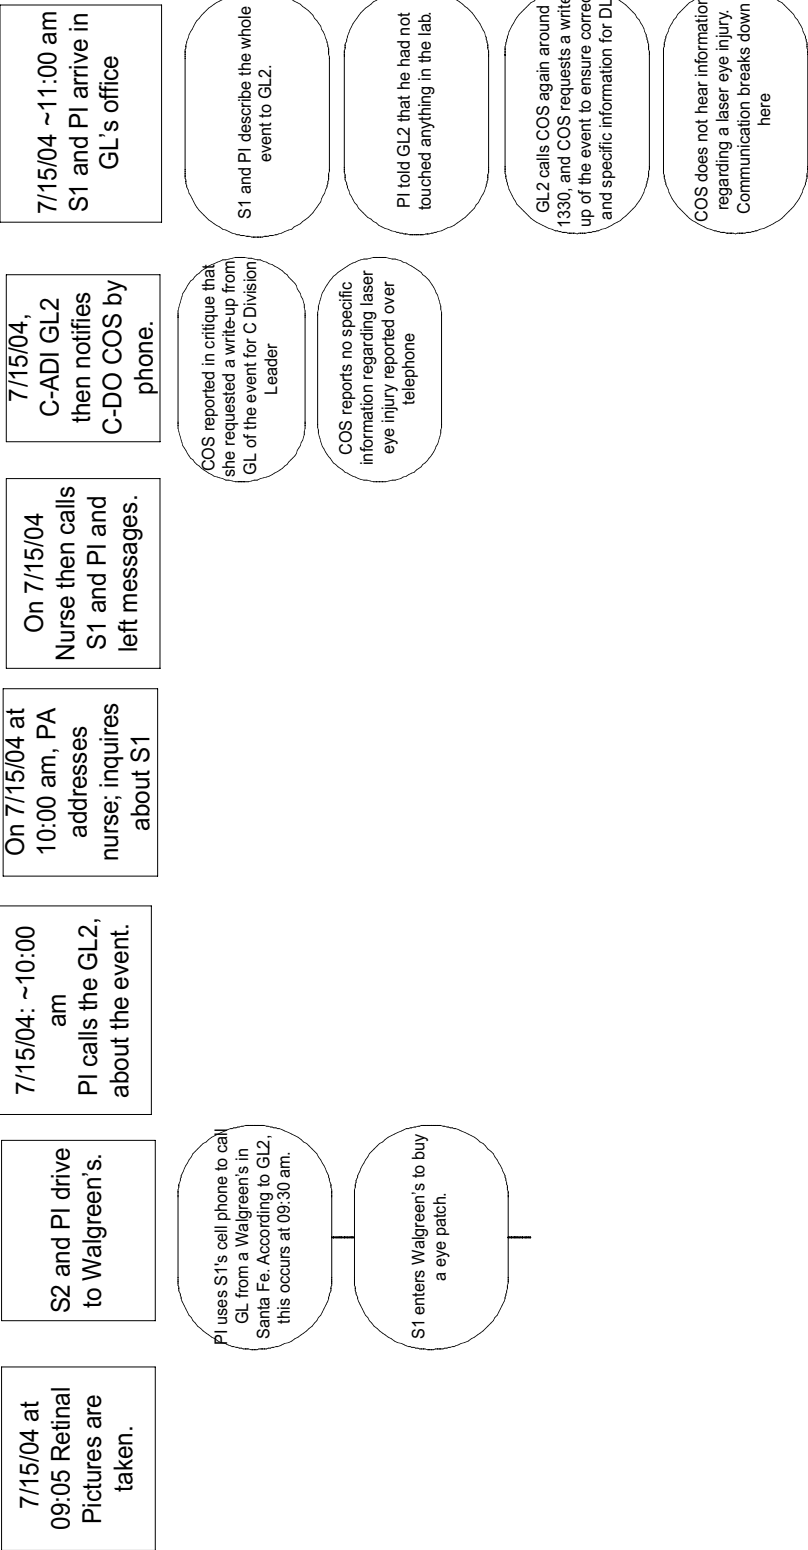 7/15/04 at
09:05 Retinal
Pictures are
taken.
S2 and PI drive
to Walgreen's.
PI uses S1's cell phone to call
GL from a Walgreen's in
Santa Fe. According to GL2,
this occurs at 09:30 am.
S1 enters Walgreen's to buy
a eye patch.
7/15/04: ~10:00
am
PI calls the GL2,
about the event.
On 7/15/04 at
10:00 am, PA
addresses
nurse; inquires
about S1
On 7/15/04
Nurse then calls
S1 and PI and
left messages.
7/15/04,
C-ADI GL2
then notifies
C-DO COS by
phone.
COS reported in critique that
she requested a write-up from
GL of the event for C Division
Leader
COS reports no specific
information regarding laser
eye injury reported over
telephone
7/15/04 ~11:00 am
S1 and PI arrive in
GL's office
S1 and PI describe the whole
event to GL2.
PI told GL2 that he had not
touched anything in the lab.
GL2 calls COS again around
1330, and COS requests a write
up of the event to ensure
and specific information for
COS does not hear information
regarding a laser eye injury.
Communication breaks down
here